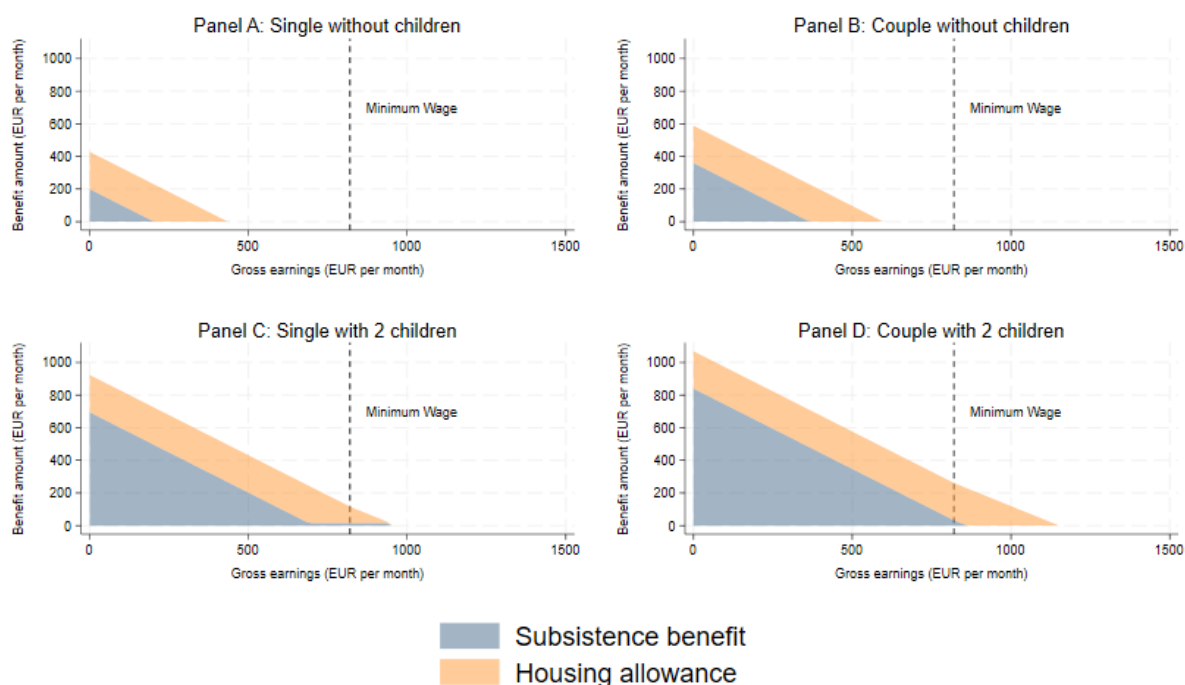 Panel A: Single without children
Benefit amount (EUR per month)
1000
800
600
400
200
0
Minimum Wage
0 500 1000 1500
Gross earnings (EUR per month)
Panel B: Couple without children
Benefit amount (EUR per month)
1000
800
600
400
200
0
Minimum Wage
0 500 1000 1500
Gross earnings (EUR per month)
Panel C: Single with 2 children
Benefit amount (EUR per month)
1000
800
600
400
200
0
Minimum Wage
0 500 1000 1500
Gross earnings (EUR per month)
Panel D: Couple with 2 children
Benefit amount (EUR per month)
1000
800
600
400
200
0
Minimum Wage
0 500 1000 1500
Gross earnings (EUR per month)
Subsistence benefit
Housing allowance